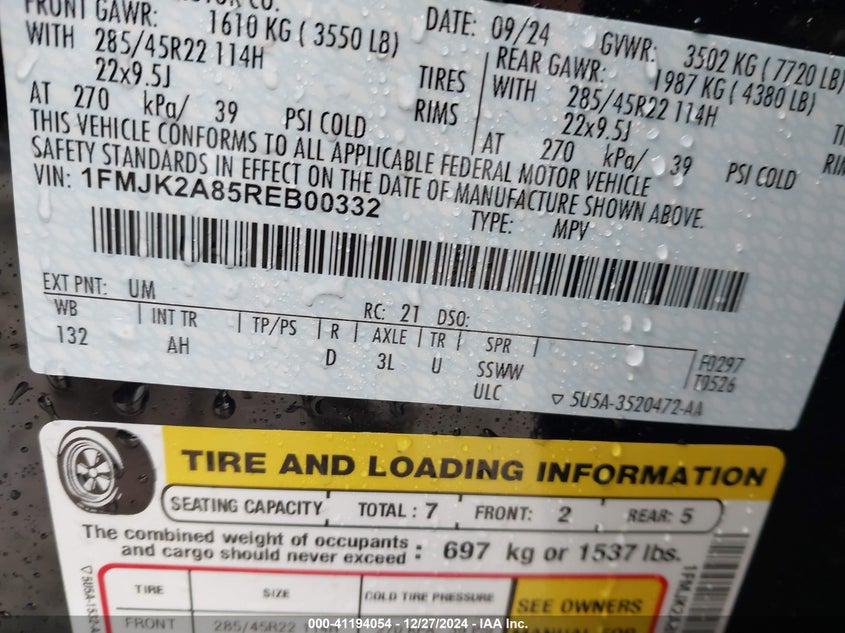 MOTOR CO.
FRONT GAWR: 1610 KG ( 3550 LB) DATE: 09/24 GVWR: 3502 KG ( 7720 LB)
WITH 285/45R22 114H TIRES REAR GAWR: 1987 KG ( 4380 LB)
22x9.5J RIMS WITH 285/45R22 114H
AT 270 kPa/ 39 PSI COLD 22x9.5J
AT 270 kPa/ 39 PSI COLD
THIS VEHICLE CONFORMS TO ALL APPLICABLE FEDERAL MOTOR VEHICLE
SAFETY STANDARDS IN EFFECT ON THE DATE OF MANUFACTURE SHOWN ABOVE.
VIN: 1FMJK2A85REB00332
TYPE: MPV
EXT PNT: UM RC: 21 DSO:
WB INT TR TP/PS R AXLE TR SPR
132 AH D 3L U SSWW
ULC
F0297
T0526
5U5A-3520472-AA
TIRE AND LOADING INFORMATION
SEATING CAPACITY TOTAL : 7 FRONT: 2 REAR: 5
The combined weight of occupants
and cargo should never exceed : 697 kg or 1537 lbs.
TIRE SIZE COLD TIRE PRESSURE SEE OWNERS
FRONT 285/45R22 114H MANUAL FOR
000-41194054 - 12/27/2024 - IAA Inc.